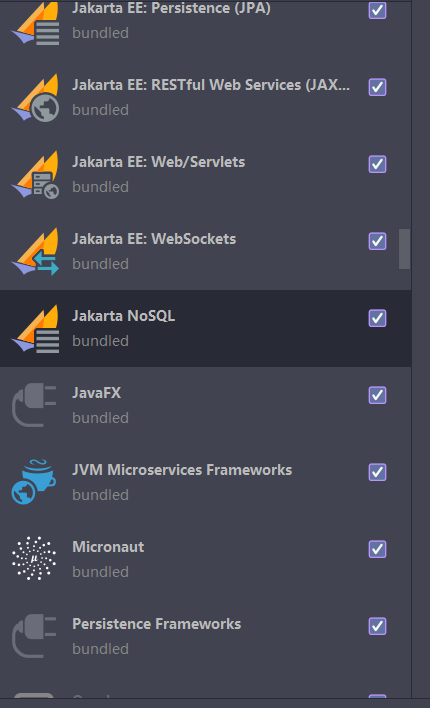 Jakarta EE: Persistence (JPA)
bundled
Jakarta EE: RESTful Web Services (JAX...
bundled
Jakarta EE: Web/Servlets
bundled
Jakarta EE: WebSockets
bundled
Jakarta NoSQL
bundled
JavaFX
bundled
JVM Microservices Frameworks
bundled
μ
Micronaut
bundled
Persistence Frameworks
bundled